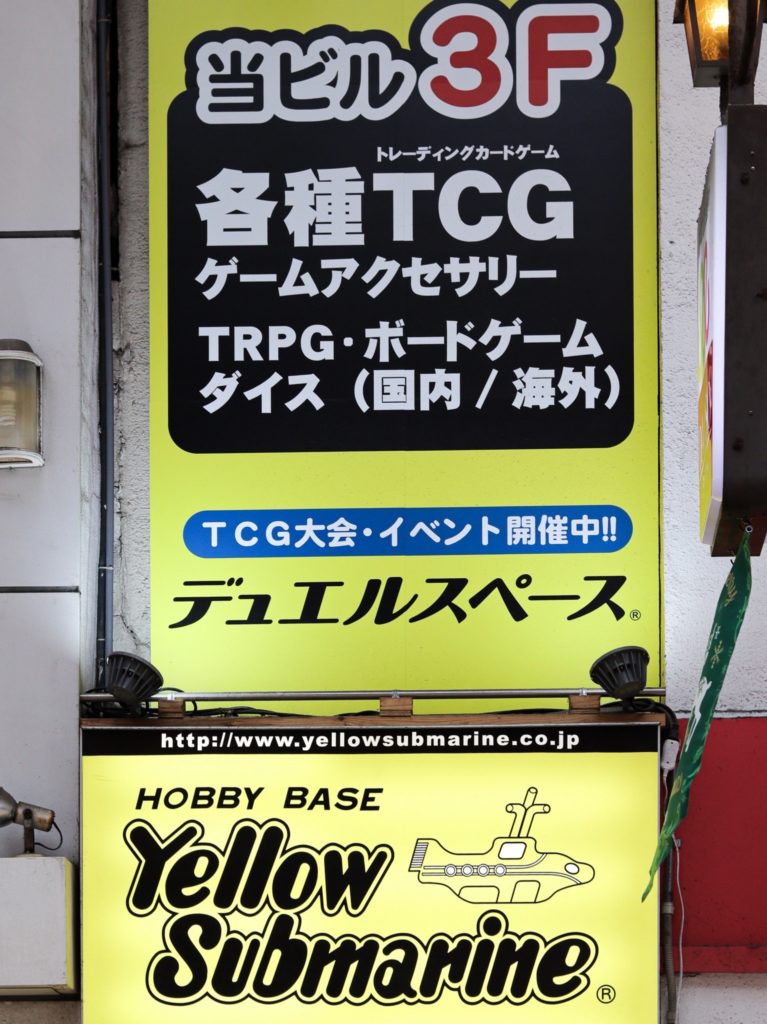 当ビル3F
トレーディングカードゲーム
各種TCG
ゲームアクセサリー
TRPG・ボードゲーム
ダイス（国内/海外）
TCG大会・イベント開催中!!
デュエルスペース®
http://www.yellowsubmarine.co.jp
HOBBY BASE
Yellow
Submarine®